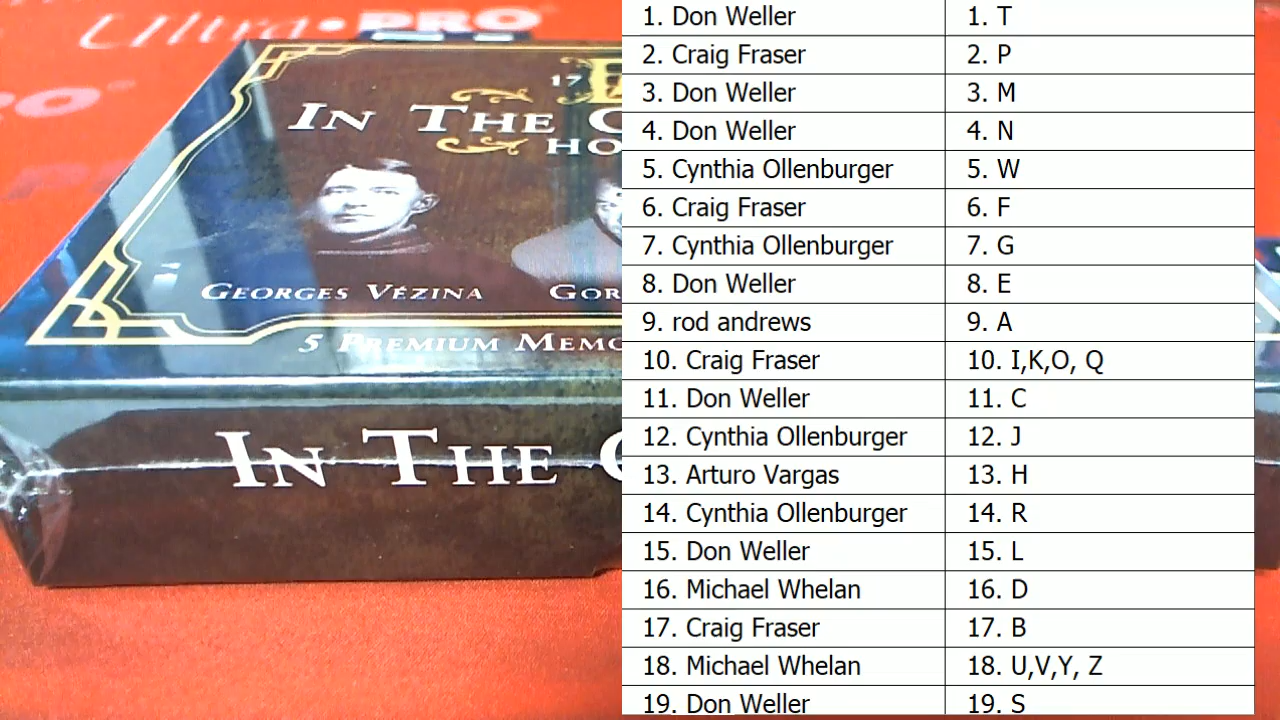 Ultra•PRO
PRO
17
IN THE
HO
GEORGES VÉZINA
GOR
5 PREMIUM MEMO
IN THE
1. Don Weller 1. T
2. Craig Fraser 2. P
3. Don Weller 3. M
4. Don Weller 4. N
5. Cynthia Ollenburger 5. W
6. Craig Fraser 6. F
7. Cynthia Ollenburger 7. G
8. Don Weller 8. E
9. rod andrews 9. A
10. Craig Fraser 10. I,K,O, Q
11. Don Weller 11. C
12. Cynthia Ollenburger 12. J
13. Arturo Vargas 13. H
14. Cynthia Ollenburger 14. R
15. Don Weller 15. L
16. Michael Whelan 16. D
17. Craig Fraser 17. B
18. Michael Whelan 18. U,V,Y, Z
19. Don Weller 19. S